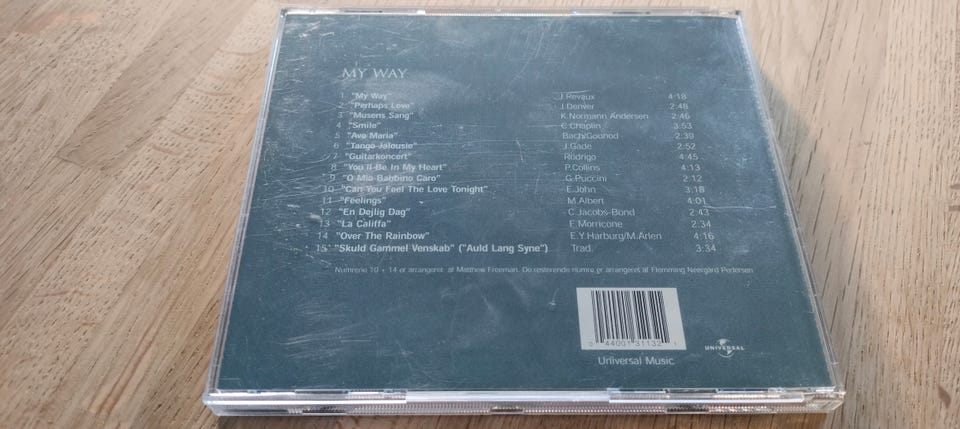 MY WAY
1 "My Way" J.Revaux 4:18
2 "Perhaps Love" J.Denver 2:48
3 "Musens Sang" K.Normann Andersen 2:46
4 "Smile" C.Chaplin 3:53
5 "Ave Maria" Bach/Gounod 2:39
6 "Tango Jalousie" J.Gade 2:52
7 "Guitarkoncert" Rodrigo 4:45
8 "You'll Be In My Heart" P.Collins 4:13
9 "O Mio Babbino Caro" G.Puccini 2:12
10 "Can You Feel The Love Tonight" E.John 3:18
11 "Feelings" M.Albert 4:01
12 "En Dejlig Dag" C.Jacobs-Bond 2:43
13 "La Califfa" E.Morricone 2:34
14 "Over The Rainbow" E.Y.Harburg/M.Arlen 4:16
15 "Skuld Gammel Venskab" ("Auld Lang Syne") Trad. 3:34
Numrene 10 + 14 er arrangeret af Matthew Freeman. De resterende numre er arrangeret af Flemming Neergård Pedersen
0 44001 31132 1
Universal Music
UNIVERSAL